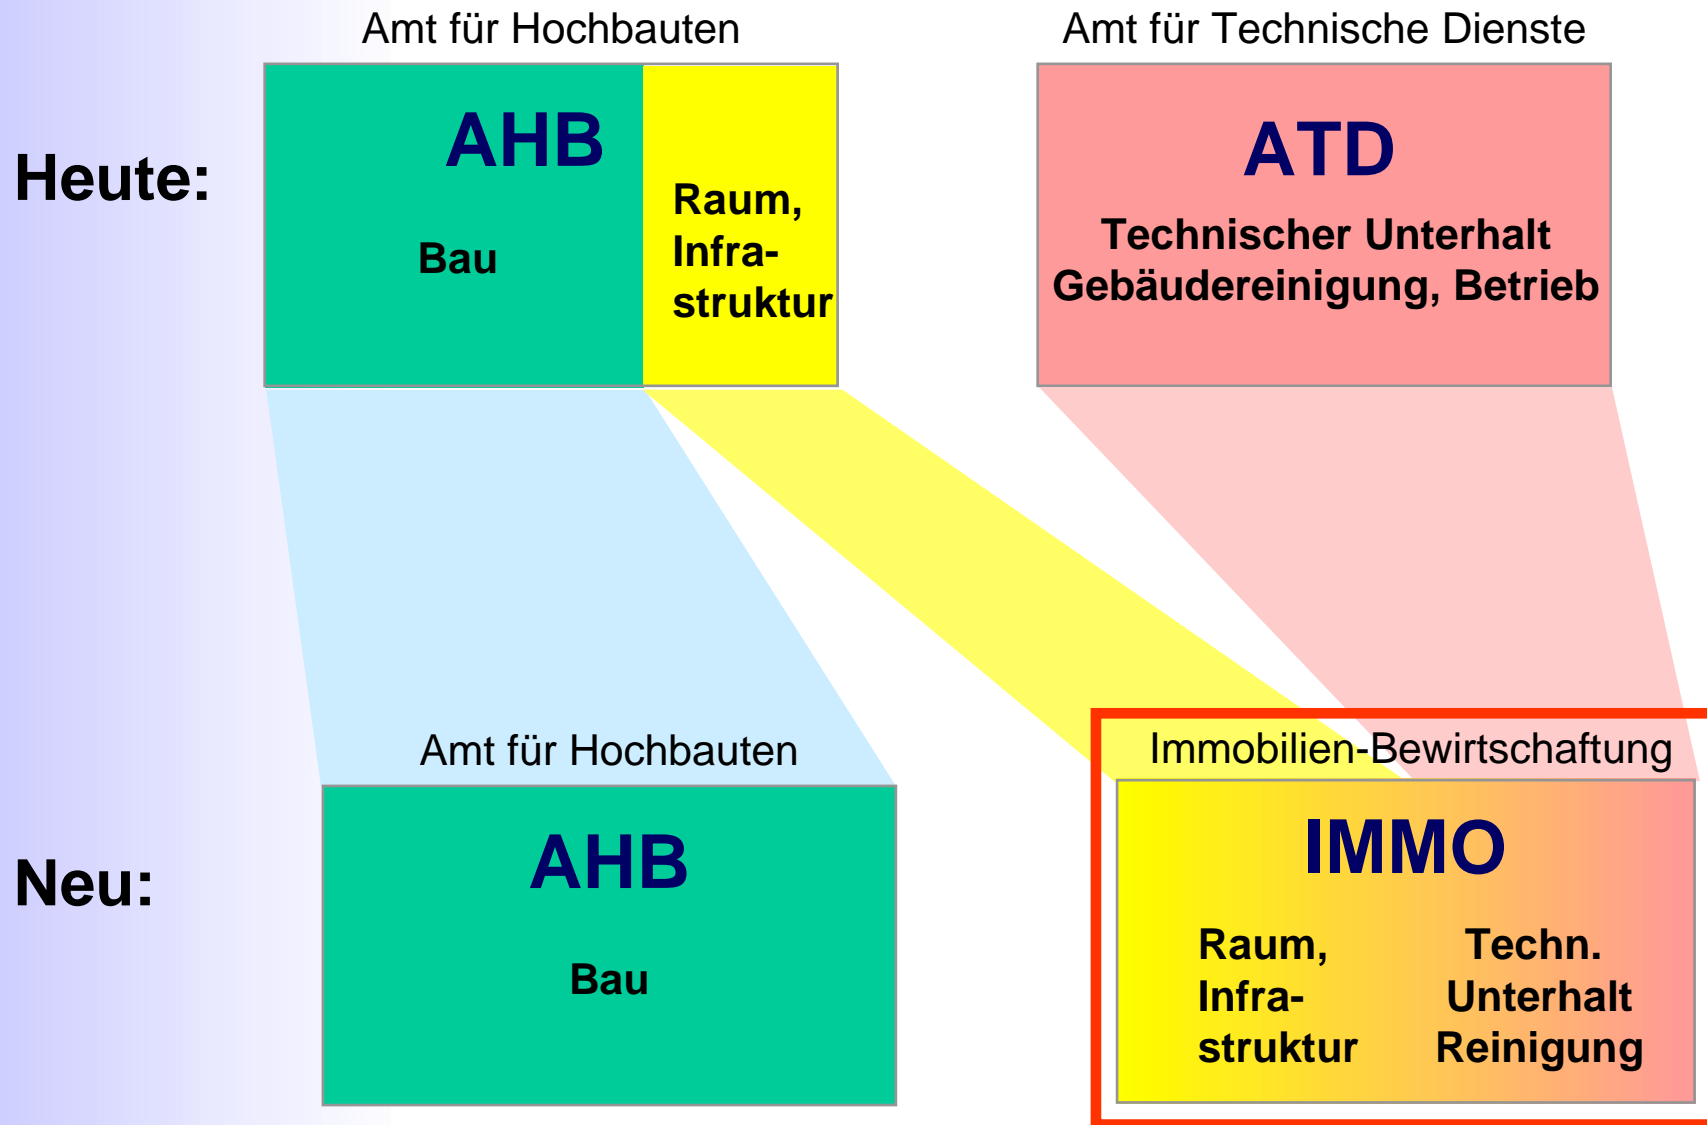 Amt für Hochbauten
Amt für Technische Dienste
Heute:
AHB
Bau
Raum,
Infra-
struktur
ATD
Technischer Unterhalt
Gebäudereinigung, Betrieb
Amt für Hochbauten
Immobilien-Bewirtschaftung
Neu:
AHB
Bau
IMMO
Raum,
Infra-
struktur
Techn.
Unterhalt
Reinigung